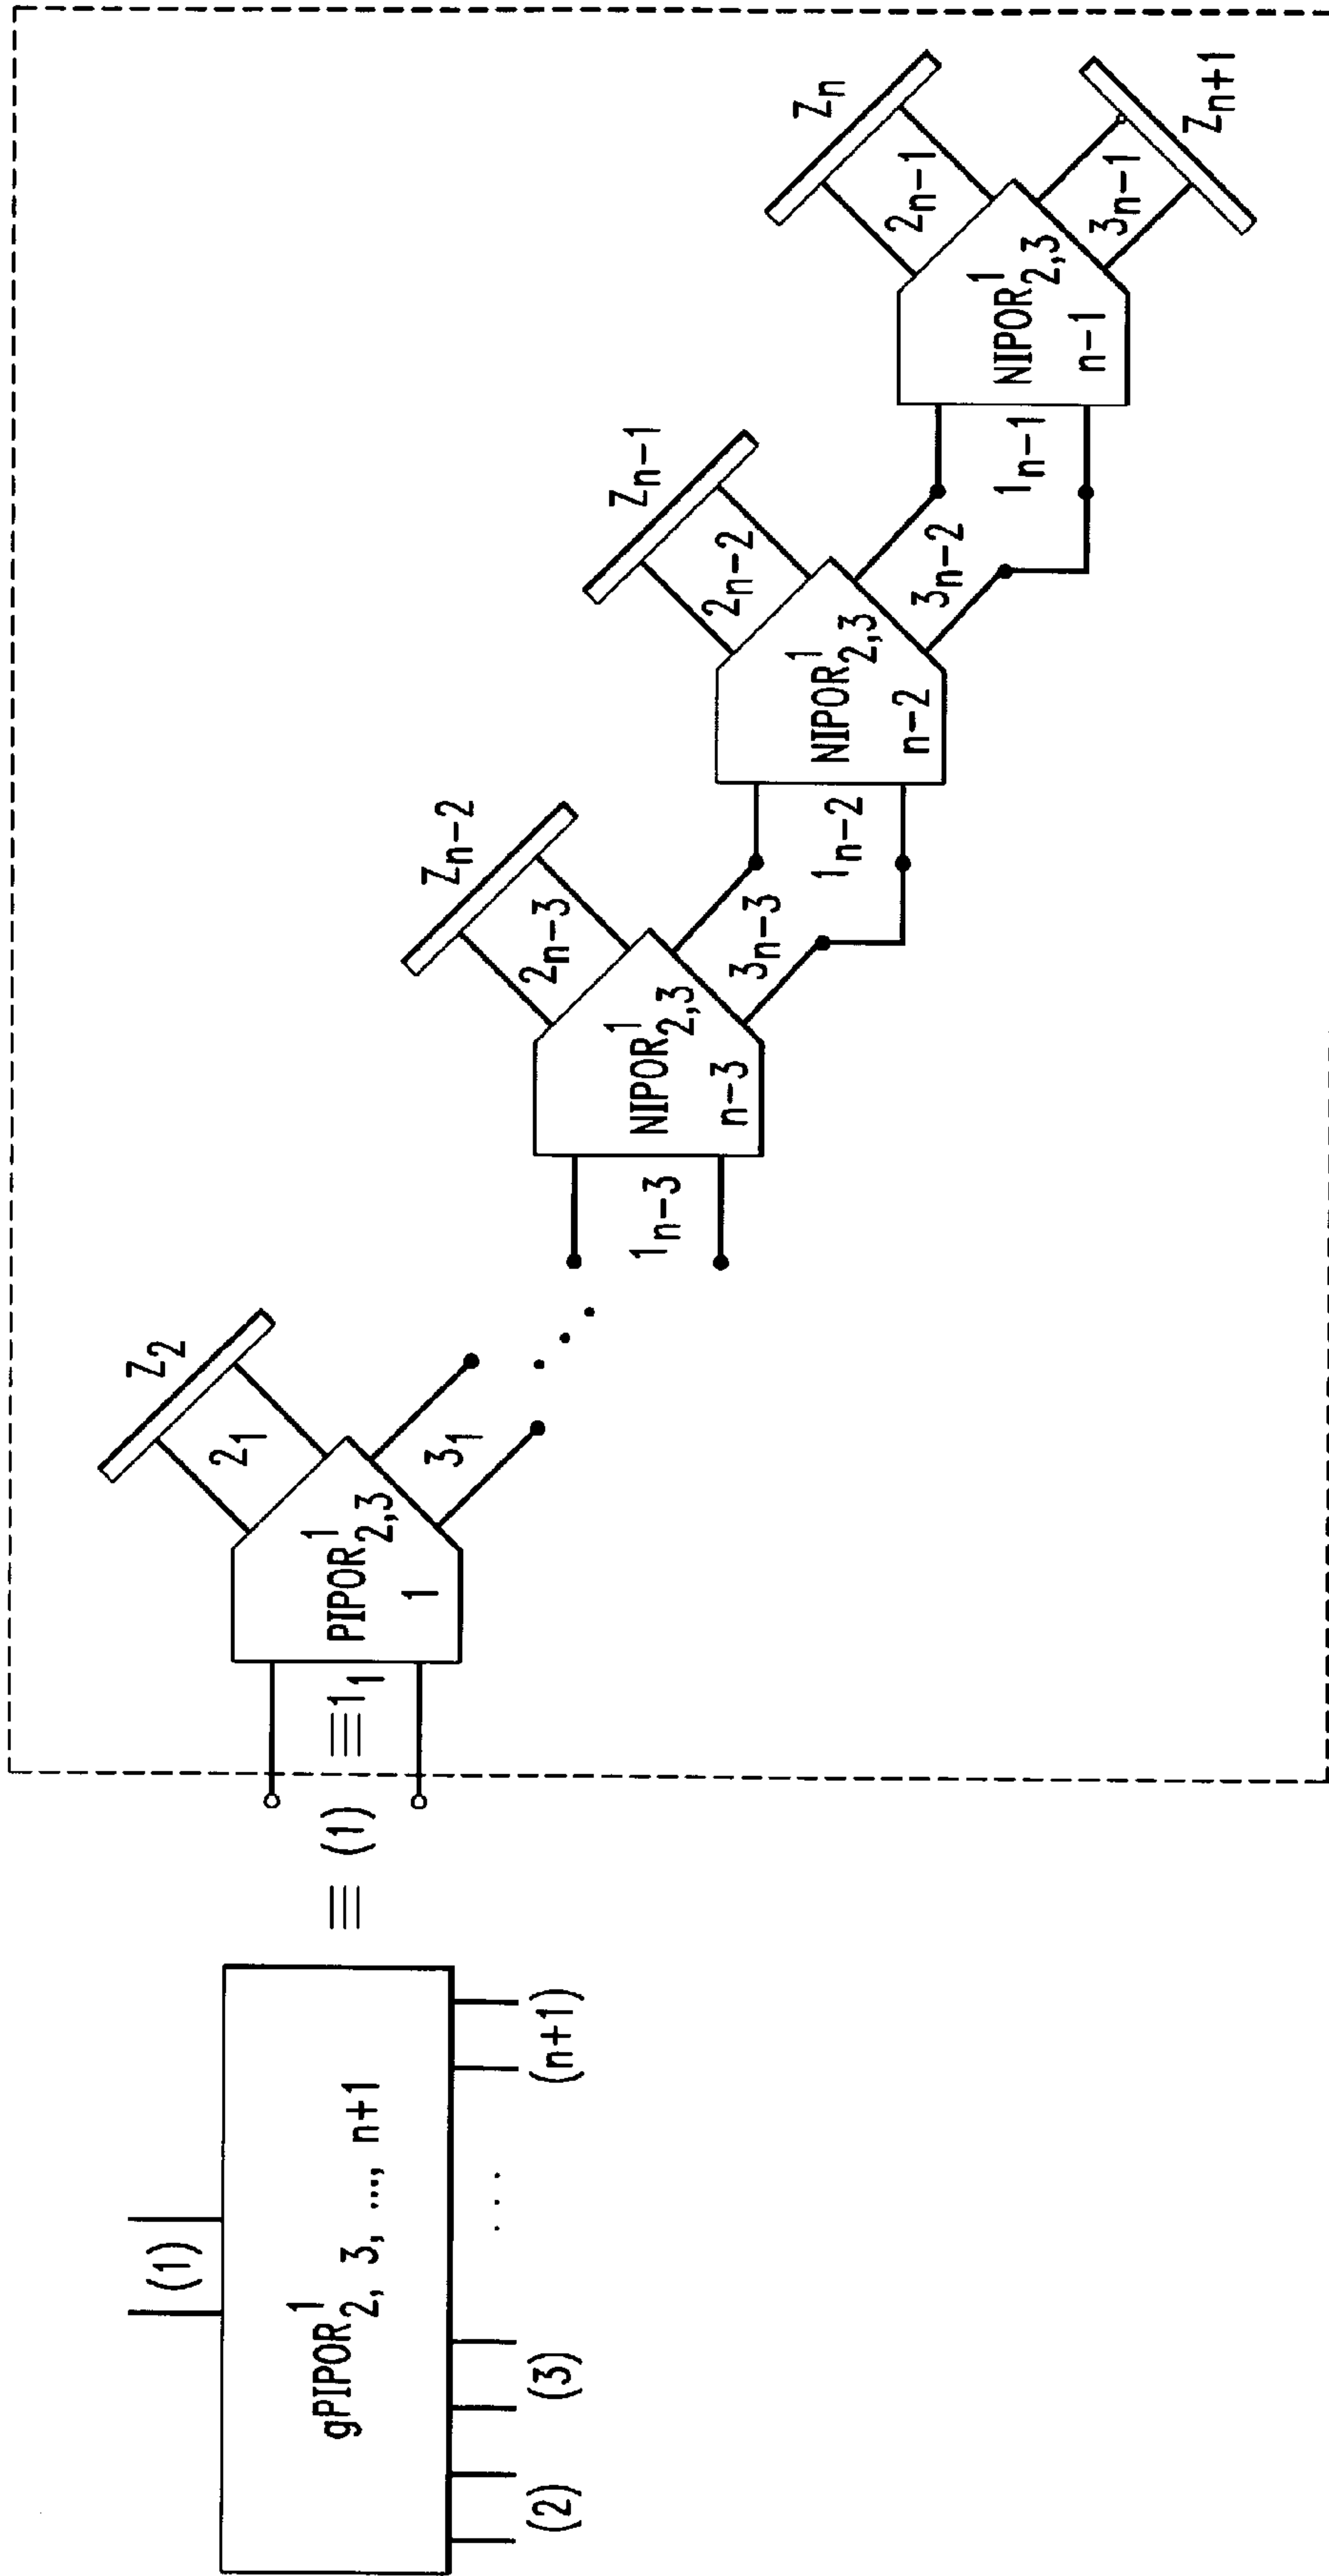 (1)
gPIPOR¹₂, ₃, ..., ₙ₊₁
(2)
(3)
. . .
(n+1)
≡ (1) ≡1₁
PIPOR¹₂,₃
1
2₁
Z₂
3₁
. . . .
1ₙ₋₃
NIPOR¹₂,₃
n-3
2ₙ₋₃
Zₙ₋₂
3ₙ₋₃
1ₙ₋₂
NIPOR¹₂,₃
n-2
2ₙ₋₂
Zₙ₋₁
3ₙ₋₂
1ₙ₋₁
NIPOR¹₂,₃
n-1
2ₙ₋₁
Zₙ
3ₙ₋₁
Zₙ₊₁